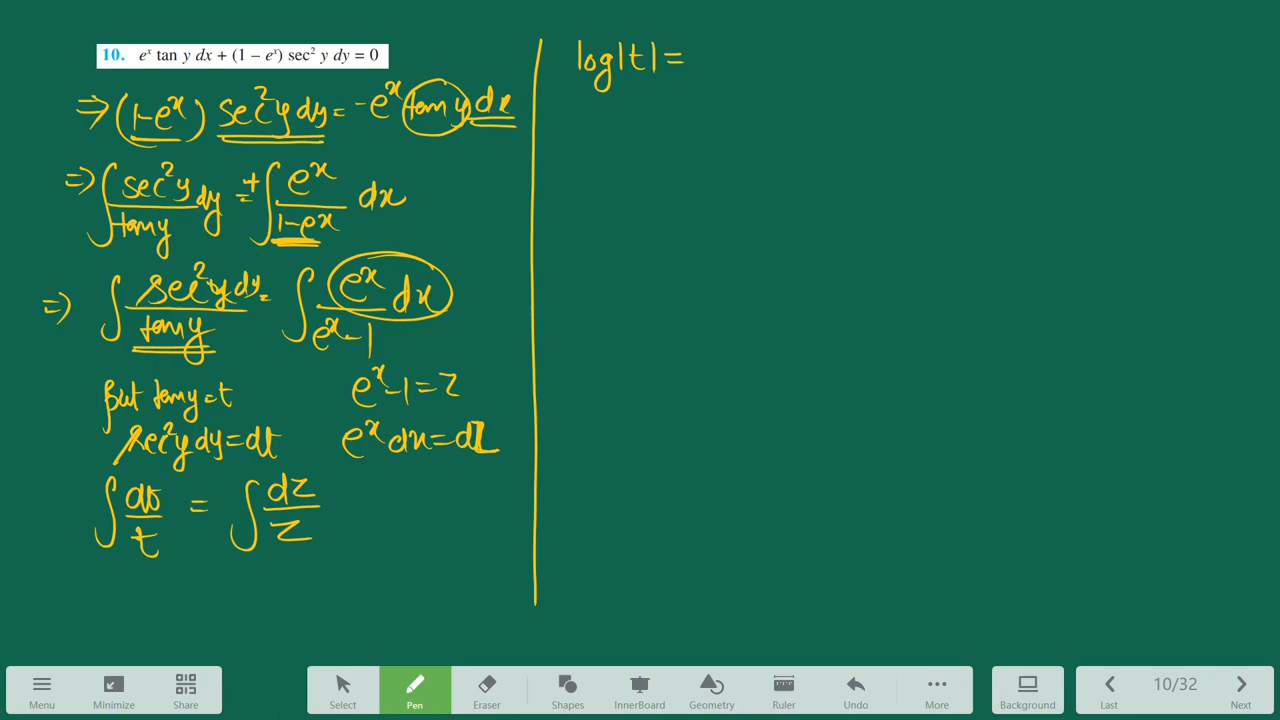 10. eˣ tan y dx + (1 – eˣ) sec² y dy = 0
⇒ (1-eˣ) sec²y dy = -eˣ tany dx
⇒ ∫ sec²y/tany dy = + ∫ eˣ/1-eˣ dx
⇒ ∫ sec²y dy/tany = ∫ eˣ dx/eˣ-1
put tany=t eˣ-1=z
sec²y dy=dt eˣ dx=dz
∫ dt/t = ∫ dz/z
log|t|=
Menu Minimize Share Select Pen Eraser Shapes InnerBoard Geometry Ruler Undo More Background Last 10/32 Next